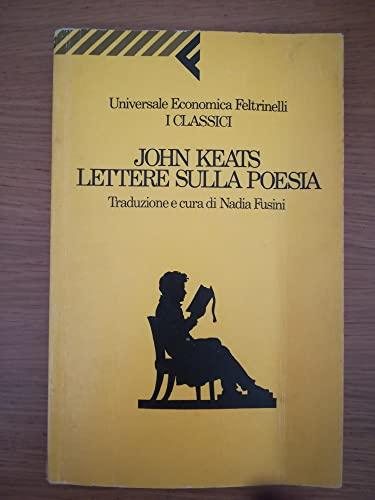 Universale Economica Feltrinelli
I CLASSICI
JOHN KEATS
LETTERE SULLA POESIA
Traduzione e cura di Nadia Fusini